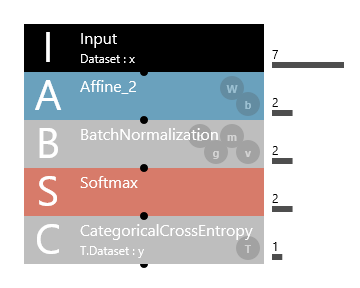 I Input 7
Dataset : x
A Affine_2 W b 2
B BatchNormalization m g v 2
S Softmax 2
C CategoricalCrossEntropy 1
T.Dataset : y T